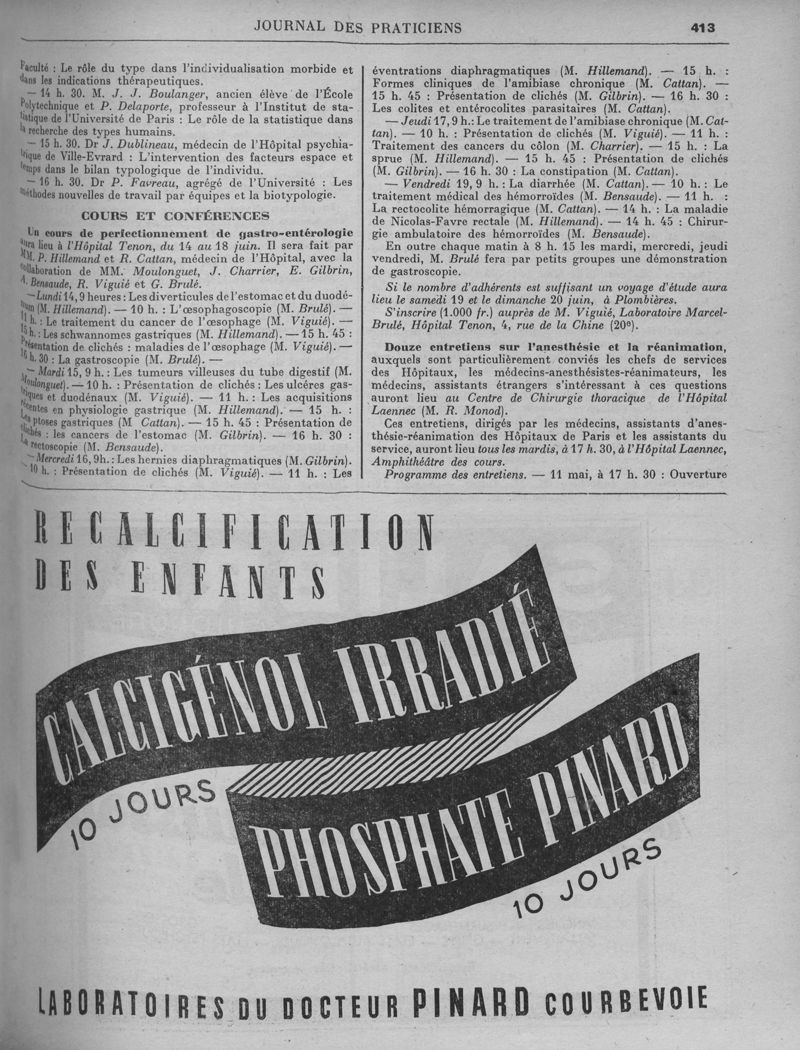 JOURNAL DES PRATICIENS 413
Faculté : Le rôle du type dans l'individualisation morbide et
dans les indications thérapeutiques.
— 14 h. 30. M. J. J. Boulanger, ancien élève de l'École
Polytechnique et P. Delaporte, professeur à l'Institut de sta-
tistique de l'Université de Paris : Le rôle de la statistique dans
la recherche des types humains.
— 15 h. 30. Dr J. Dublineau, médecin de l'Hôpital psychia-
trique de Ville-Evrard : L'intervention des facteurs espace et
temps dans le bilan typologique de l'individu.
— 16 h. 30. Dr P. Favreau, agrégé de l'Université : Les
méthodes nouvelles de travail par équipes et la biotypologie.
COURS ET CONFÉRENCES
Un cours de perfectionnement de gastro-entérologie
aura lieu à l'Hôpital Tenon, du 14 au 18 juin. Il sera fait par
MM. P. Hillemand et R. Cattan, médecin de l'Hôpital, avec la
collaboration de MM. Moulonguet, J. Charrier, E. Gilbrin,
A. Bensaude, R. Viguié et G. Brulé.
— Lundi 14, 9 heures : Les diverticules de l'estomac et du duodé-
num (M. Hillemand). — 10 h. : L'œsophagoscopie (M. Brulé). —
11 h. : Le traitement du cancer de l'œsophage (M. Viguié). —
15 h. : Les schwannomes gastriques (M. Hillemand). — 15 h. 45 :
Présentation de clichés : maladies de l'œsophage (M. Viguié). —
16 h. 30 : La gastroscopie (M. Brulé). —
— Mardi 15, 9 h. : Les tumeurs villeuses du tube digestif (M.
Moulonguet). — 10 h. : Présentation de clichés : Les ulcères gas-
triques et duodénaux (M. Viguié). — 11 h. : Les acquisitions
récentes en physiologie gastrique (M. Hillemand). — 15 h. :
Les ptoses gastriques (M Cattan). — 15 h. 45 : Présentation de
clichés : les cancers de l'estomac (M. Gilbrin). — 16 h. 30 :
La rectoscopie (M. Bensaude).
— Mercredi 16, 9h. : Les hernies diaphragmatiques (M. Gilbrin).
— 10 h. : Présentation de clichés (M. Viguié). — 11 h. : Les
éventrations diaphragmatiques (M. Hillemand). — 15 h. :
Formes cliniques de l'amibiase chronique (M. Cattan). —
15 h. 45 : Présentation de clichés (M. Gilbrin). — 16 h. 30 :
Les colites et entérocolites parasitaires (M. Cattan).
— Jeudi 17, 9 h. : Le traitement de l'amibiase chronique (M. Cat-
tan). — 10 h. : Présentation de clichés (M. Viguié). — 11 h. :
Traitement des cancers du côlon (M. Charrier). — 15 h. : La
sprue (M. Hillemand). — 15 h. 45 : Présentation de clichés
(M. Gilbrin). — 16 h. 30 : La constipation (M. Cattan).
— Vendredi 19, 9 h. : La diarrhée (M. Cattan). — 10 h. : Le
traitement médical des hémorroïdes (M. Bensaude). — 11 h. :
La rectocolite hémorragique (M. Cattan). — 14 h. : La maladie
de Nicolas-Favre rectale (M. Hillemand). — 14 h. 45 : Chirur-
gie ambulatoire des hémorroïdes (M. Bensaude).
En outre chaque matin à 8 h. 15 les mardi, mercredi, jeudi
vendredi, M. Brulé fera par petits groupes une démonstration
de gastroscopie.
Si le nombre d'adhérents est suffisant un voyage d'étude aura
lieu le samedi 19 et le dimanche 20 juin, à Plombières.
S'inscrire (1.000 fr.) auprès de M. Viguié, Laboratoire Marcel-
Brulé, Hôpital Tenon, 4, rue de la Chine (20e).
Douze entretiens sur l'anesthésie et la réanimation,
auxquels sont particulièrement conviés les chefs de services
des Hôpitaux, les médecins-anesthésistes-réanimateurs, les
médecins, assistants étrangers s'intéressant à ces questions
auront lieu au Centre de Chirurgie thoracique de l'Hôpital
Laennec (M. R. Monod).
Ces entretiens, dirigés par les médecins, assistants d'anes-
thésie-réanimation des Hôpitaux de Paris et les assistants du
service, auront lieu tous les mardis, à 17 h. 30, à l'Hôpital Laennec,
Amphithéâtre des cours.
Programme des entretiens. — 11 mai, à 17 h. 30 : Ouverture
RECALCIFICATION
DES ENFANTS
CALCIGÉNOL IRRADIÉ
10 JOURS
PHOSPHATE PINARD
10 JOURS
LABORATOIRES DU DOCTEUR PINARD COURBEVOIE